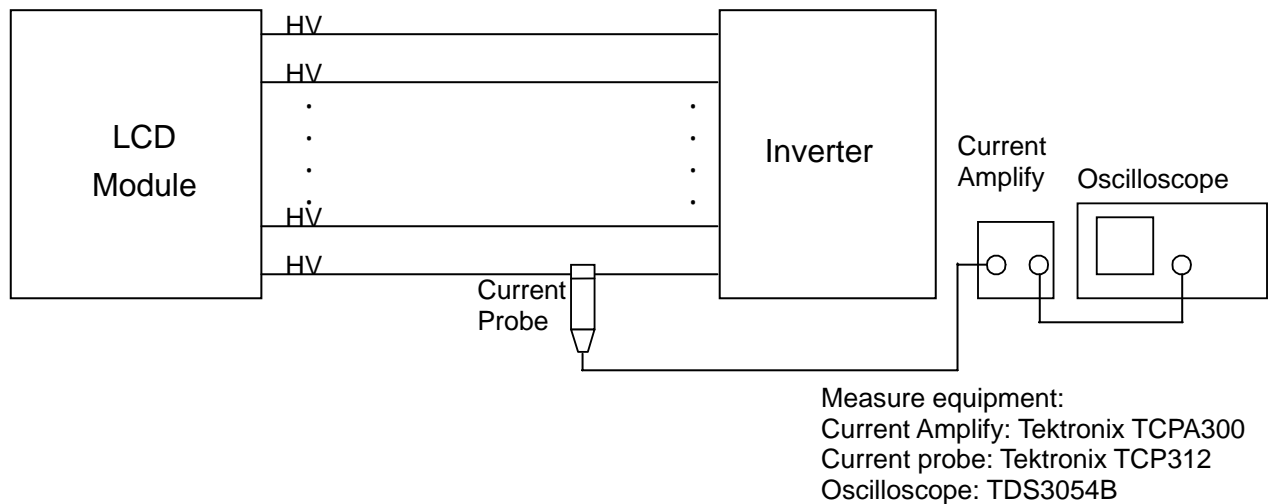 HV
HV
LCD
Module
Inverter
HV
HV
Current
Probe
Current
Amplify
Oscilloscope
Measure equipment:
Current Amplify: Tektronix TCPA300
Current probe: Tektronix TCP312
Oscilloscope: TDS3054B